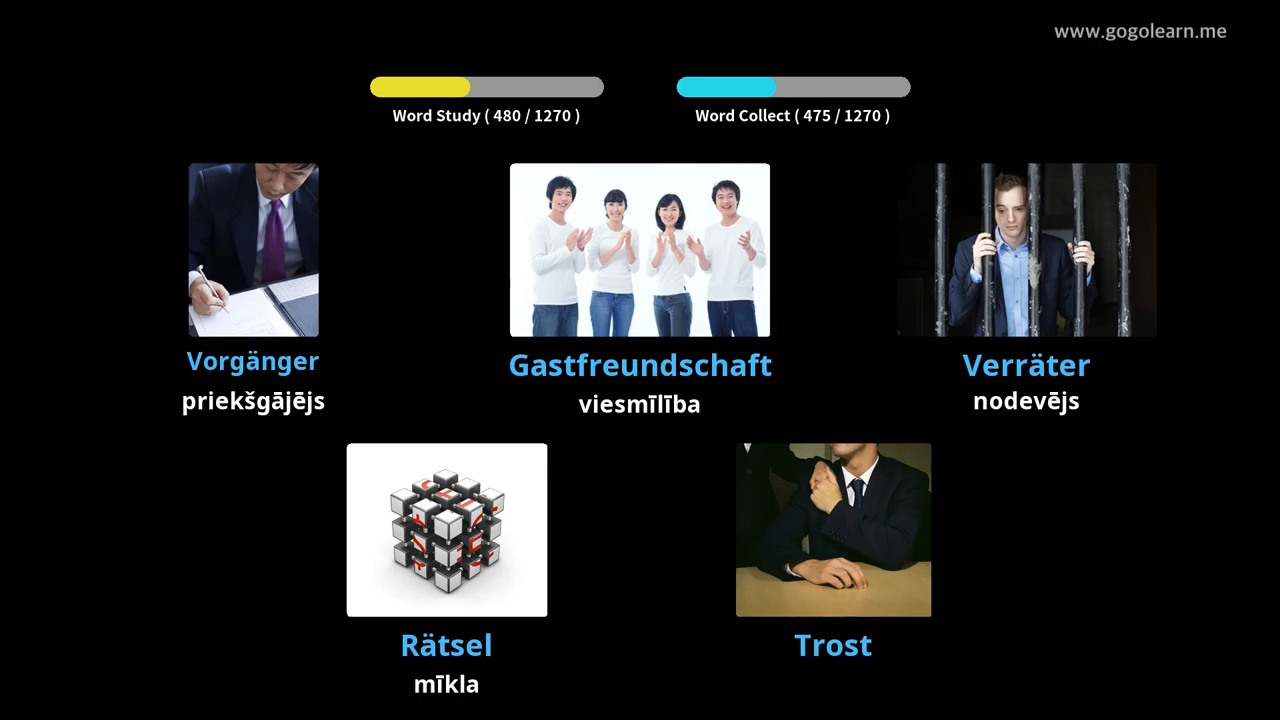 www.gogolearn.me
Word Study ( 480 / 1270 )
Word Collect ( 475 / 1270 )
Vorgänger
priekšgājējs
Gastfreundschaft
viesmīlība
Verräter
nodevējs
Rätsel
mīkla
Trost